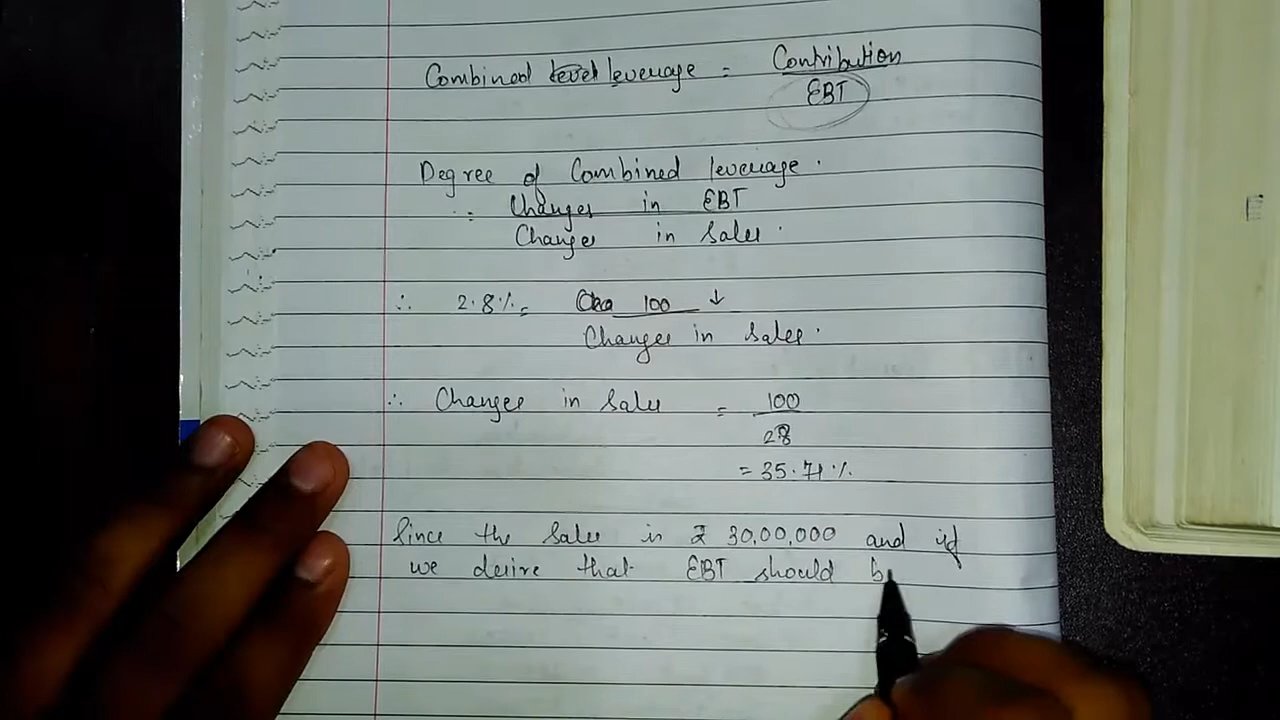 Combined leverage = Contribution
EBT
Degree of Combined leverage.
= Changes in EBT
Changes in Sales.
∴ 2.8% = 100 ↓
Changes in Sales.
∴ Changes in Sales = 100
28
= 35.71%
Since the Sales is ₹ 30,00,000 and if
we desire that EBT should b